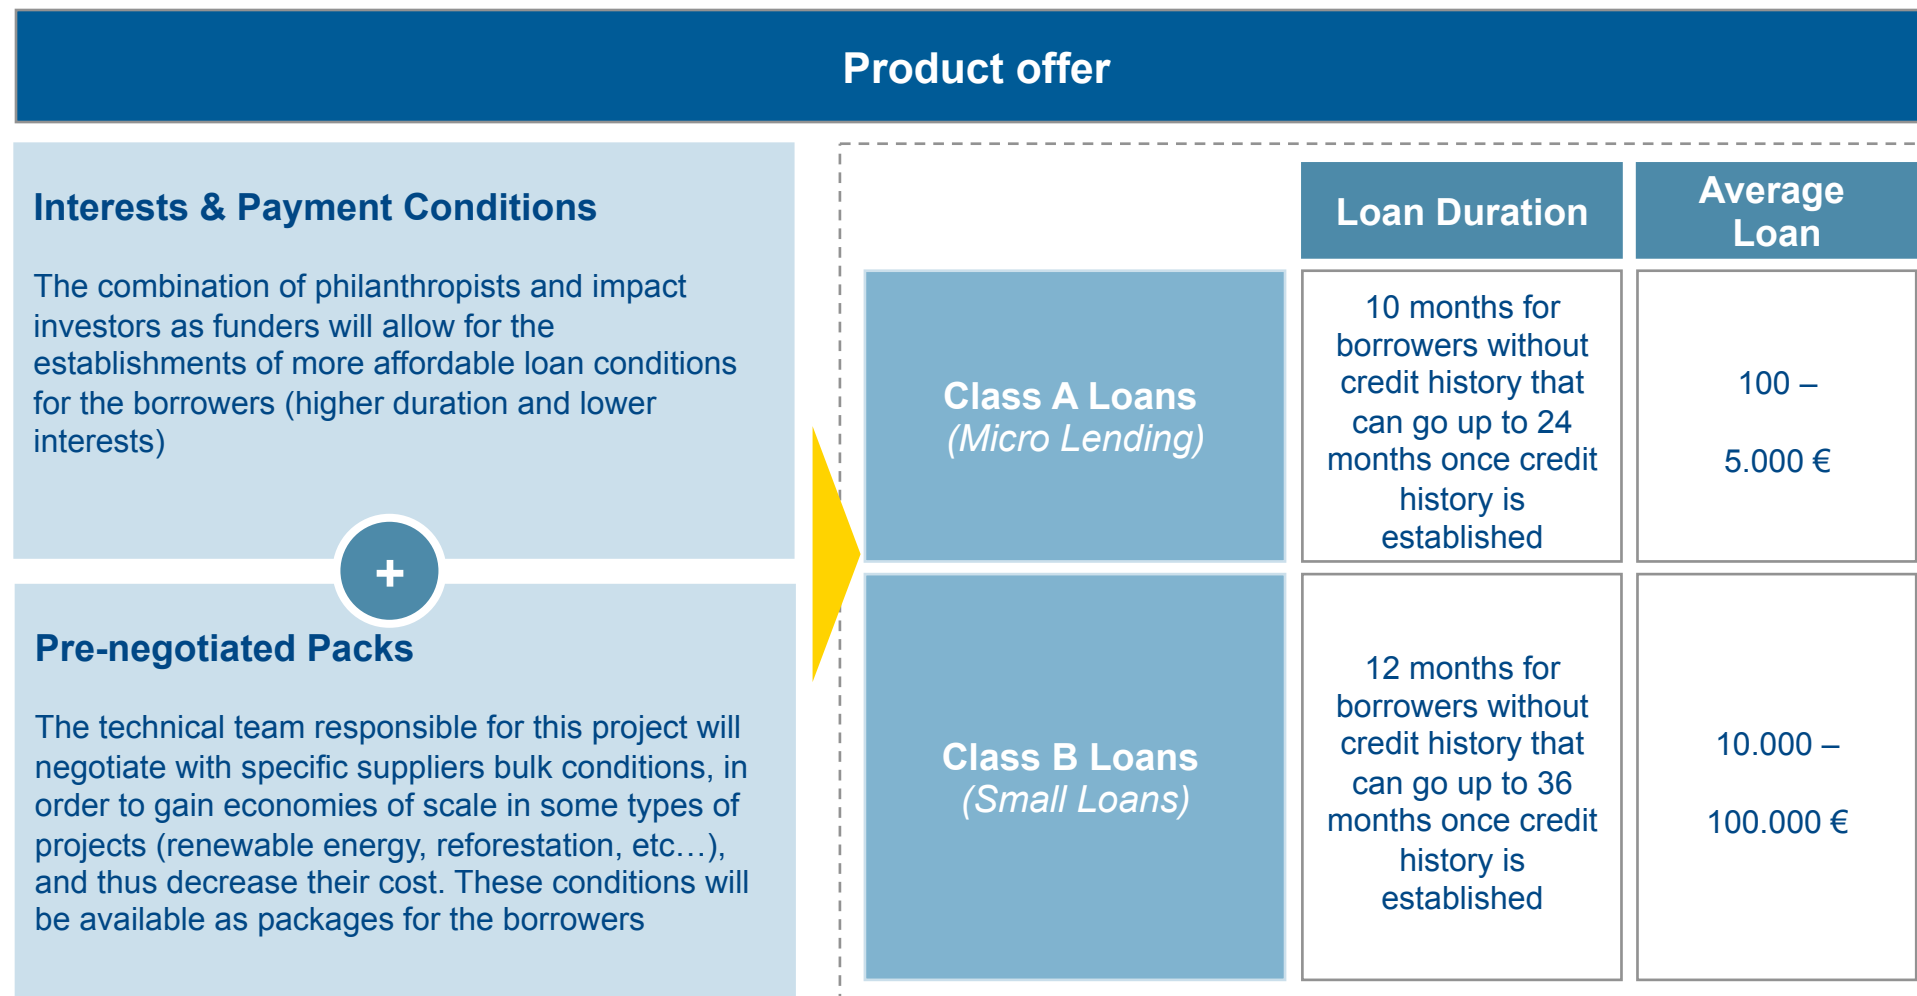 Product offer
Interests & Payment Conditions
The combination of philanthropists and impact
investors as funders will allow for the
establishments of more affordable loan conditions
for the borrowers (higher duration and lower
interests)
+
Pre-negotiated Packs
The technical team responsible for this project will
negotiate with specific suppliers bulk conditions, in
order to gain economies of scale in some types of
projects (renewable energy, reforestation, etc…),
and thus decrease their cost. These conditions will
be available as packages for the borrowers
Loan Duration
Average
Loan
Class A Loans
(Micro Lending)
10 months for
borrowers without
credit history that
can go up to 24
months once credit
history is
established
100 –
5.000 €
Class B Loans
(Small Loans)
12 months for
borrowers without
credit history that
can go up to 36
months once credit
history is
established
10.000 –
100.000 €